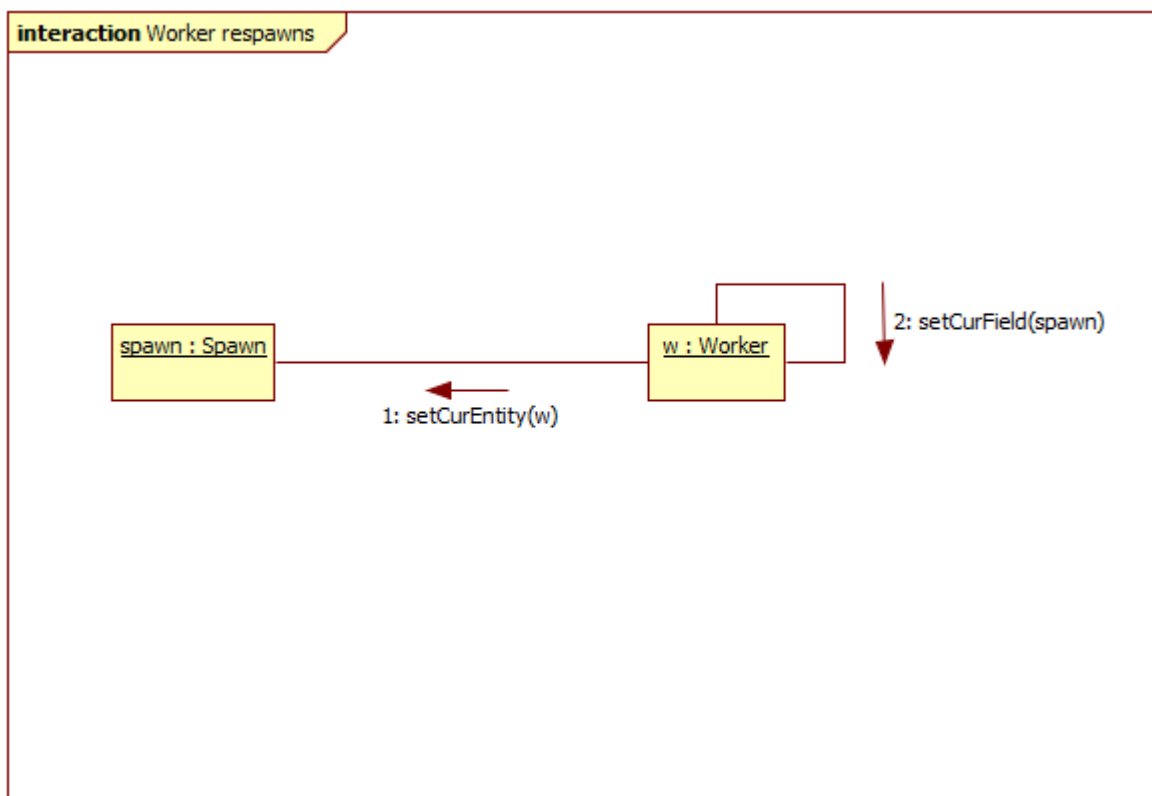 interaction Worker respawns
spawn : Spawn
w : Worker
2: setCurField(spawn)
1: setCurEntity(w)